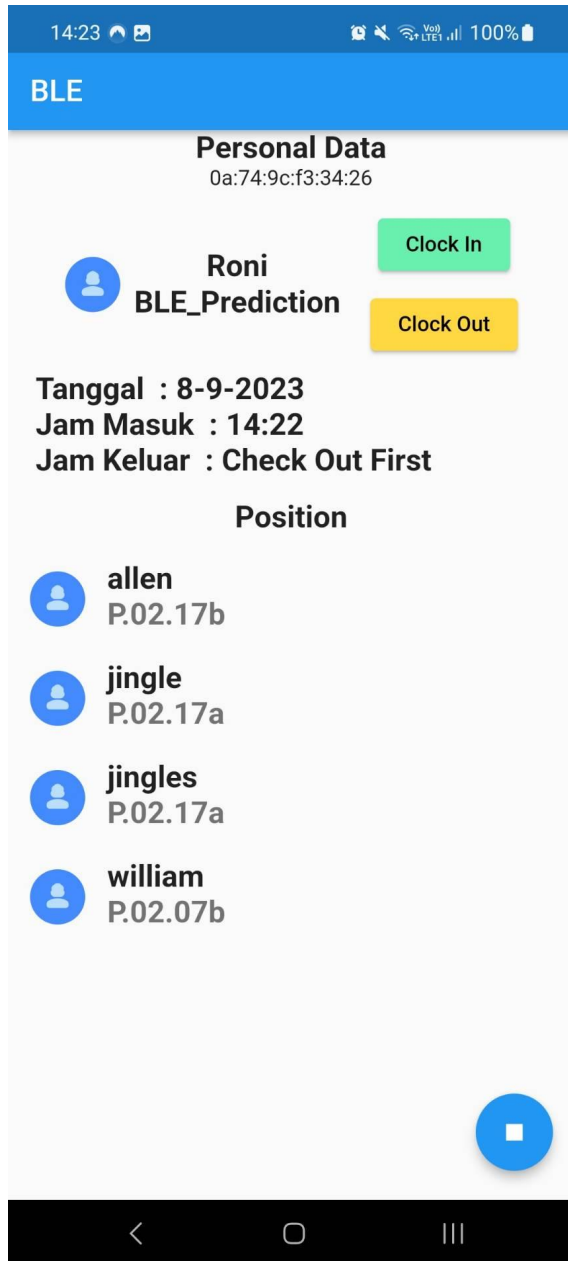 14:23 Vo) LTE1 100%
BLE
Personal Data
0a:74:9c:f3:34:26
Clock In
Roni
BLE_Prediction
Clock Out
Tanggal : 8-9-2023
Jam Masuk : 14:22
Jam Keluar : Check Out First
Position
allen
P.02.17b
jingle
P.02.17a
jingles
P.02.17a
william
P.02.07b